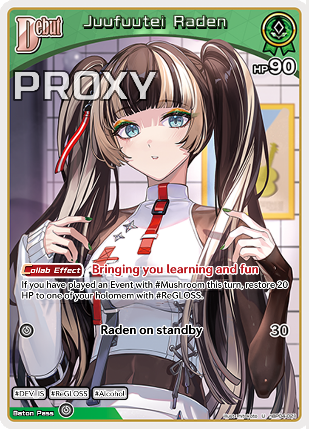 Debut
Juufuutei Raden
HP 90
PROXY
Collab Effect Bringing you learning and fun
If you have played an Event with #Mushroom this turn, restore 20
HP to one of your holomem with #ReGLOSS.
Raden on standby 30
#DEV_IS #ReGLOSS #Alcohol
Baton Pass